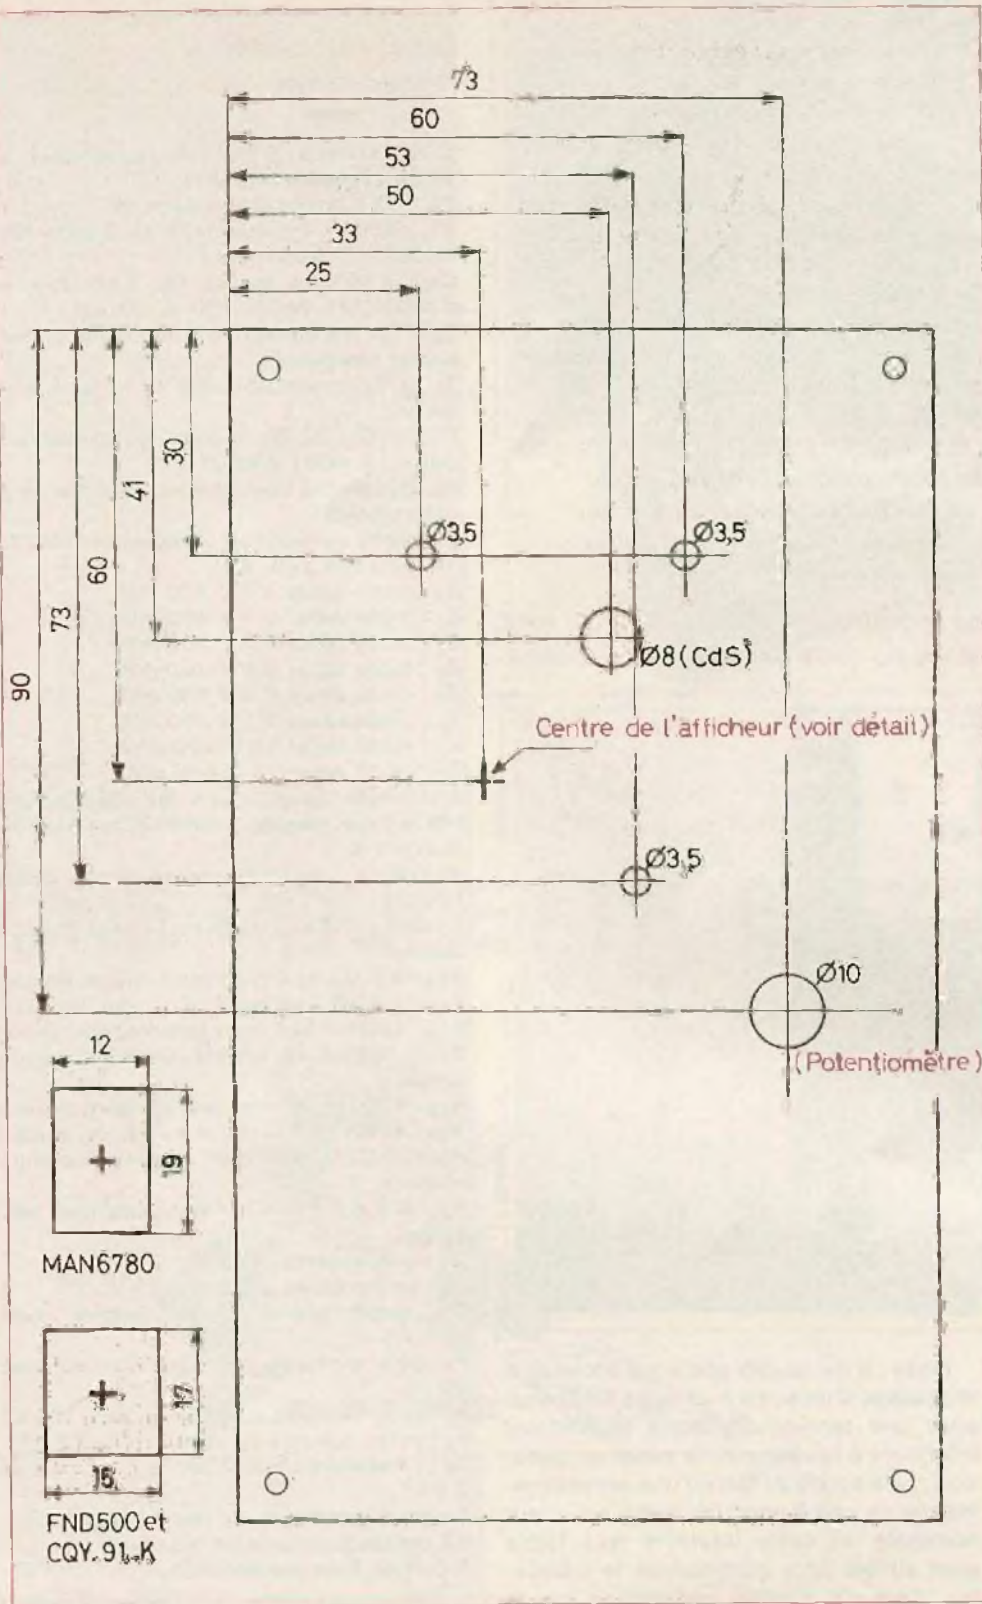 73
60
53
50
33
25
30
41
60
73
90
Ø3,5
Ø3,5
Ø8(CdS)
Centre de l'afficheur (voir détail)
Ø3,5
Ø10
(Potentiomètre)
12
19
MAN6780
17
15
FND500 et
CQY.91-K